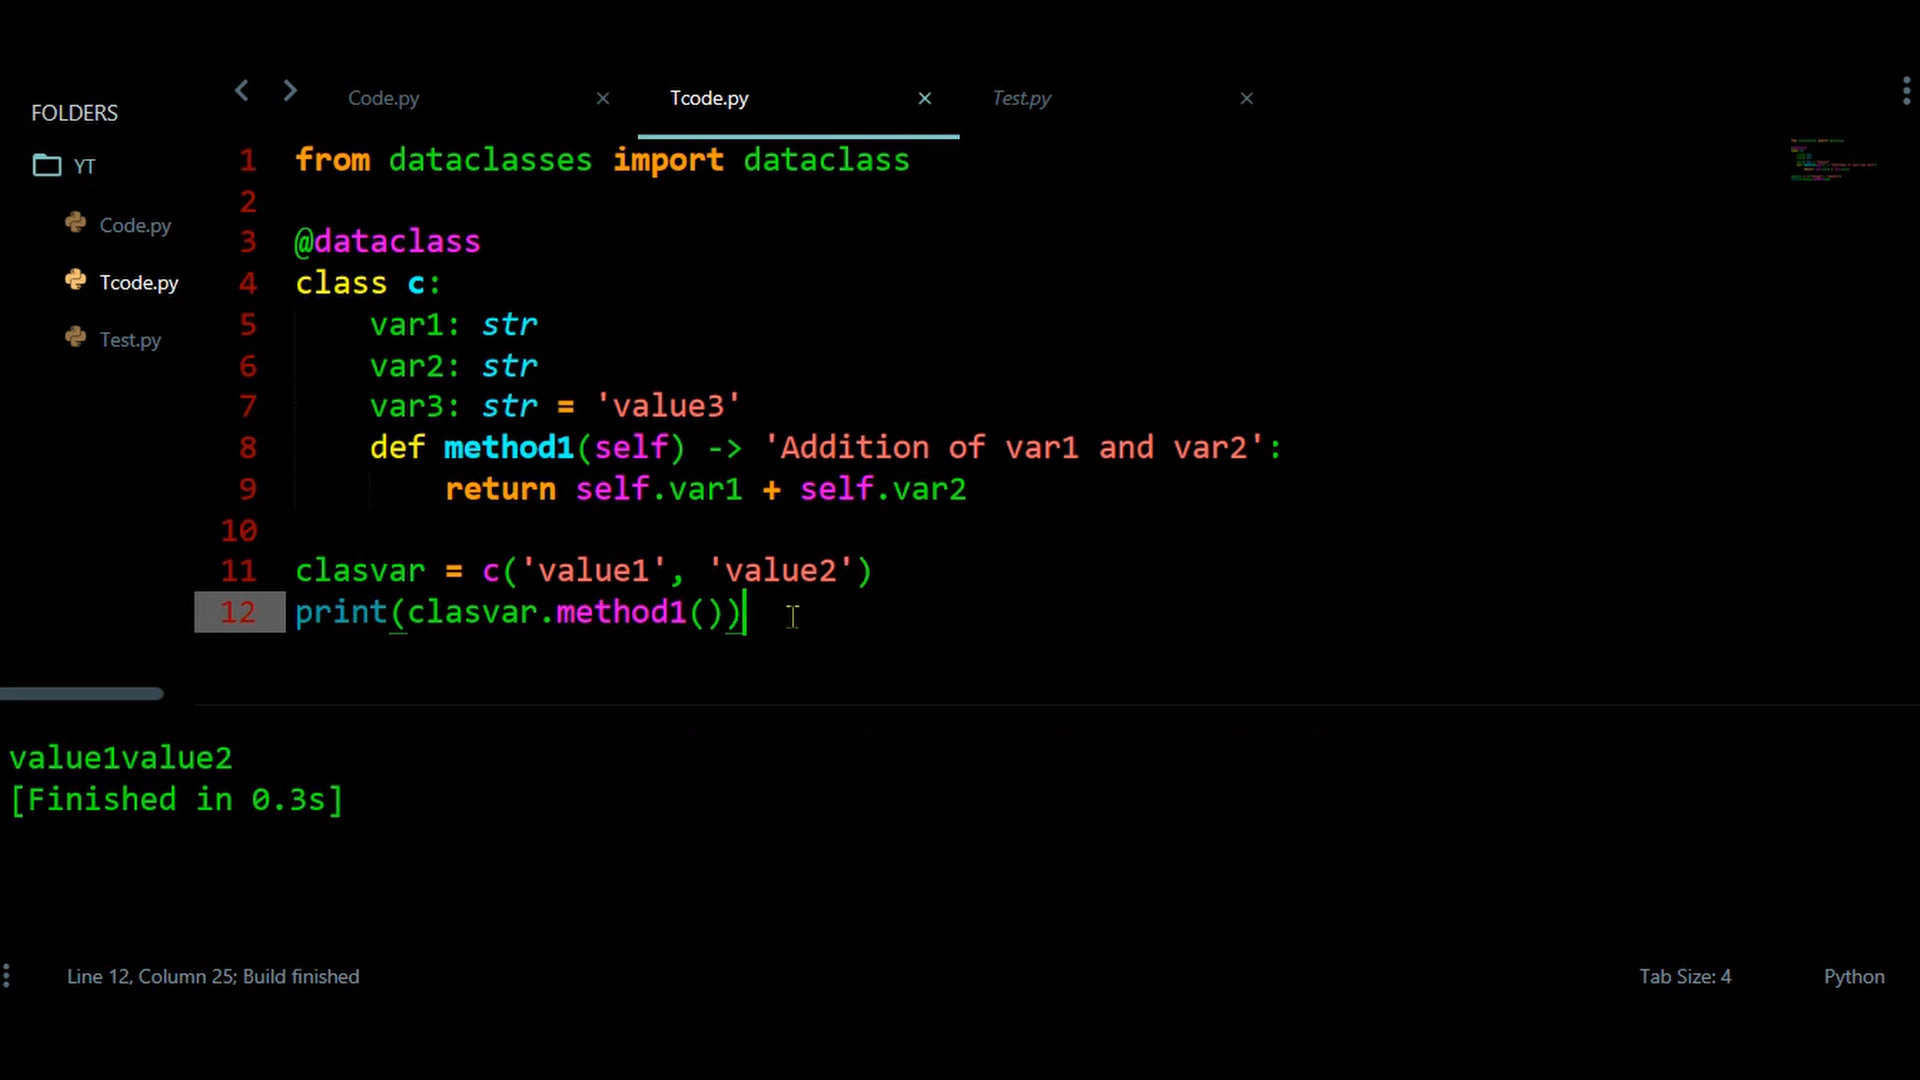 FOLDERS
YT
Code.py
Tcode.py
Test.py
Code.py × Tcode.py × Test.py ×
1 from dataclasses import dataclass
2
3 @dataclass
4 class c:
5     var1: str
6     var2: str
7     var3: str = 'value3'
8     def method1(self) -> 'Addition of var1 and var2':
9         return self.var1 + self.var2
10
11 clasvar = c('value1', 'value2')
12 print(clasvar.method1())
value1value2
[Finished in 0.3s]
Line 12, Column 25; Build finished
Tab Size: 4
Python